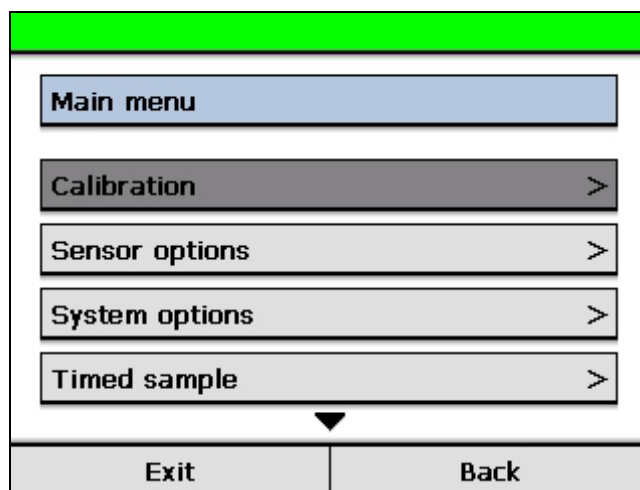 Main menu
Calibration >
Sensor options >
System options >
Timed sample >
Exit Back